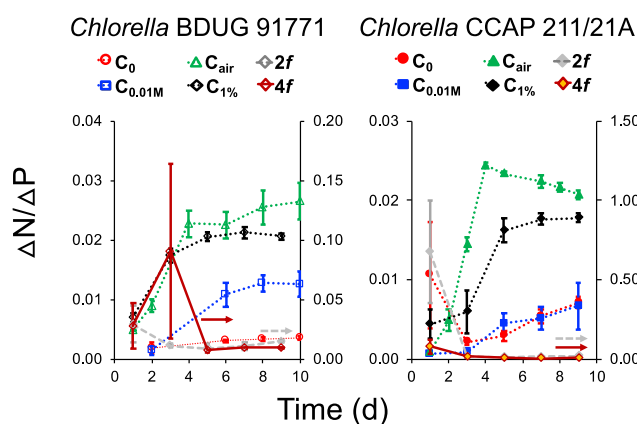 Chlorella BDUG 91771
C0 Cair 2f
C0.01M C1% 4f
0.04 0.20
0.03 0.15
0.02 0.10
0.01 0.05
0.00 0.00
0 2 4 6 8 10
Chlorella CCAP 211/21A
C0 Cair 2f
C0.01M C1% 4f
0.04 1.50
0.03
1.00
0.02
0.01 0.50
0.00 0.00
0 2 4 6 8 10
ΔN/ΔP
Time (d)